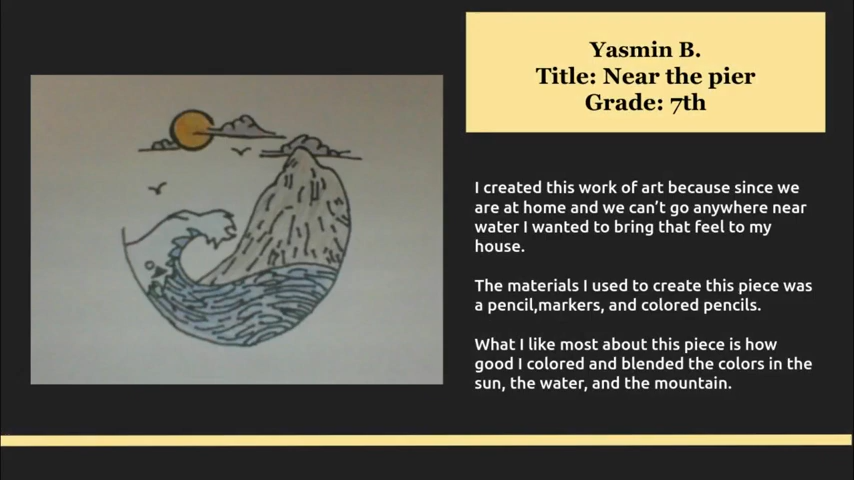 Yasmin B.
Title: Near the pier
Grade: 7th
I created this work of art because since we
are at home and we can't go anywhere near
water I wanted to bring that feel to my
house.
The materials I used to create this piece was
a pencil,markers, and colored pencils.
What I like most about this piece is how
good I colored and blended the colors in the
sun, the water, and the mountain.